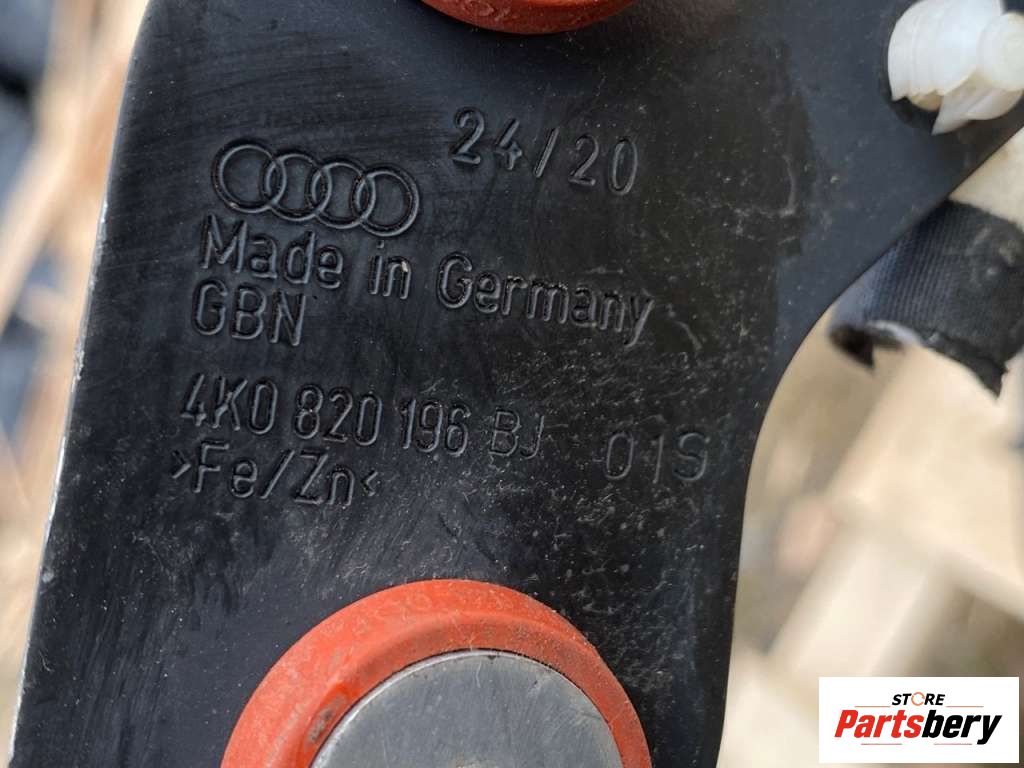 24/20
Made in Germany
GBN
4K0 820 196 BJ 01S
>Fe/Zn<
STORE
Partsbery